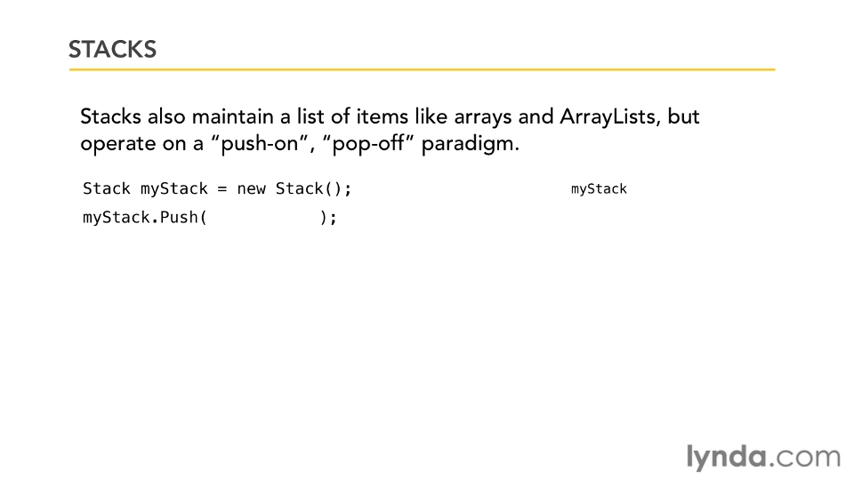 STACKS
Stacks also maintain a list of items like arrays and ArrayLists, but
operate on a “push-on”, “pop-off” paradigm.
Stack myStack = new Stack();
myStack
myStack.Push( );
lynda.com